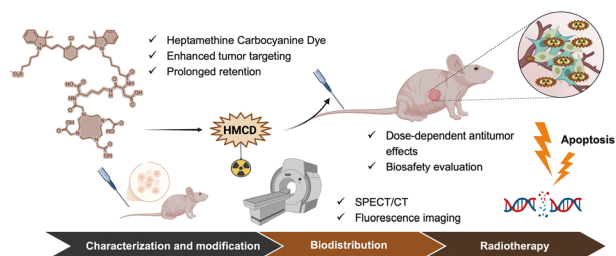 ✓ Heptamethine Carbocyanine Dye
✓ Enhanced tumor targeting
✓ Prolonged retention
HMCD
✓ Dose-dependent antitumor
effects
✓ Biosafety evaluation
Apoptosis
✓ SPECT/CT
✓ Fluorescence imaging
Characterization and modification
Biodistribution
Radiotherapy